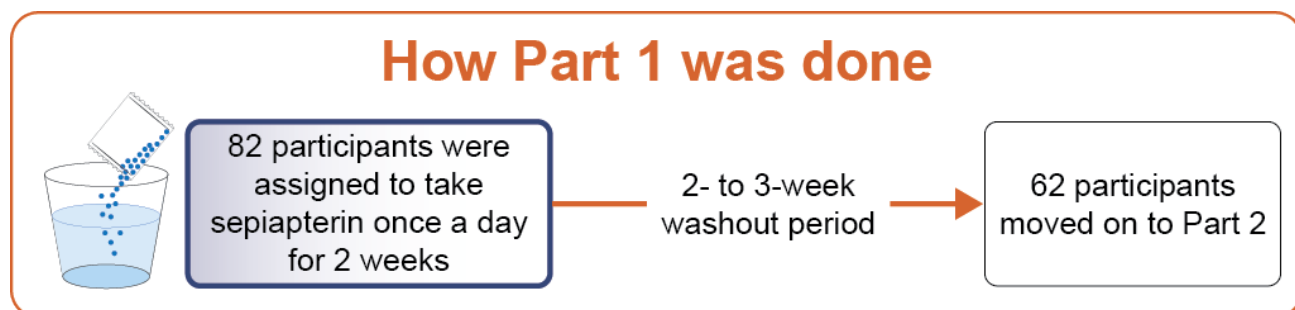 How Part 1 was done
82 participants were
assigned to take
sepiapterin once a day
for 2 weeks
2- to 3-week
washout period
62 participants
moved on to Part 2